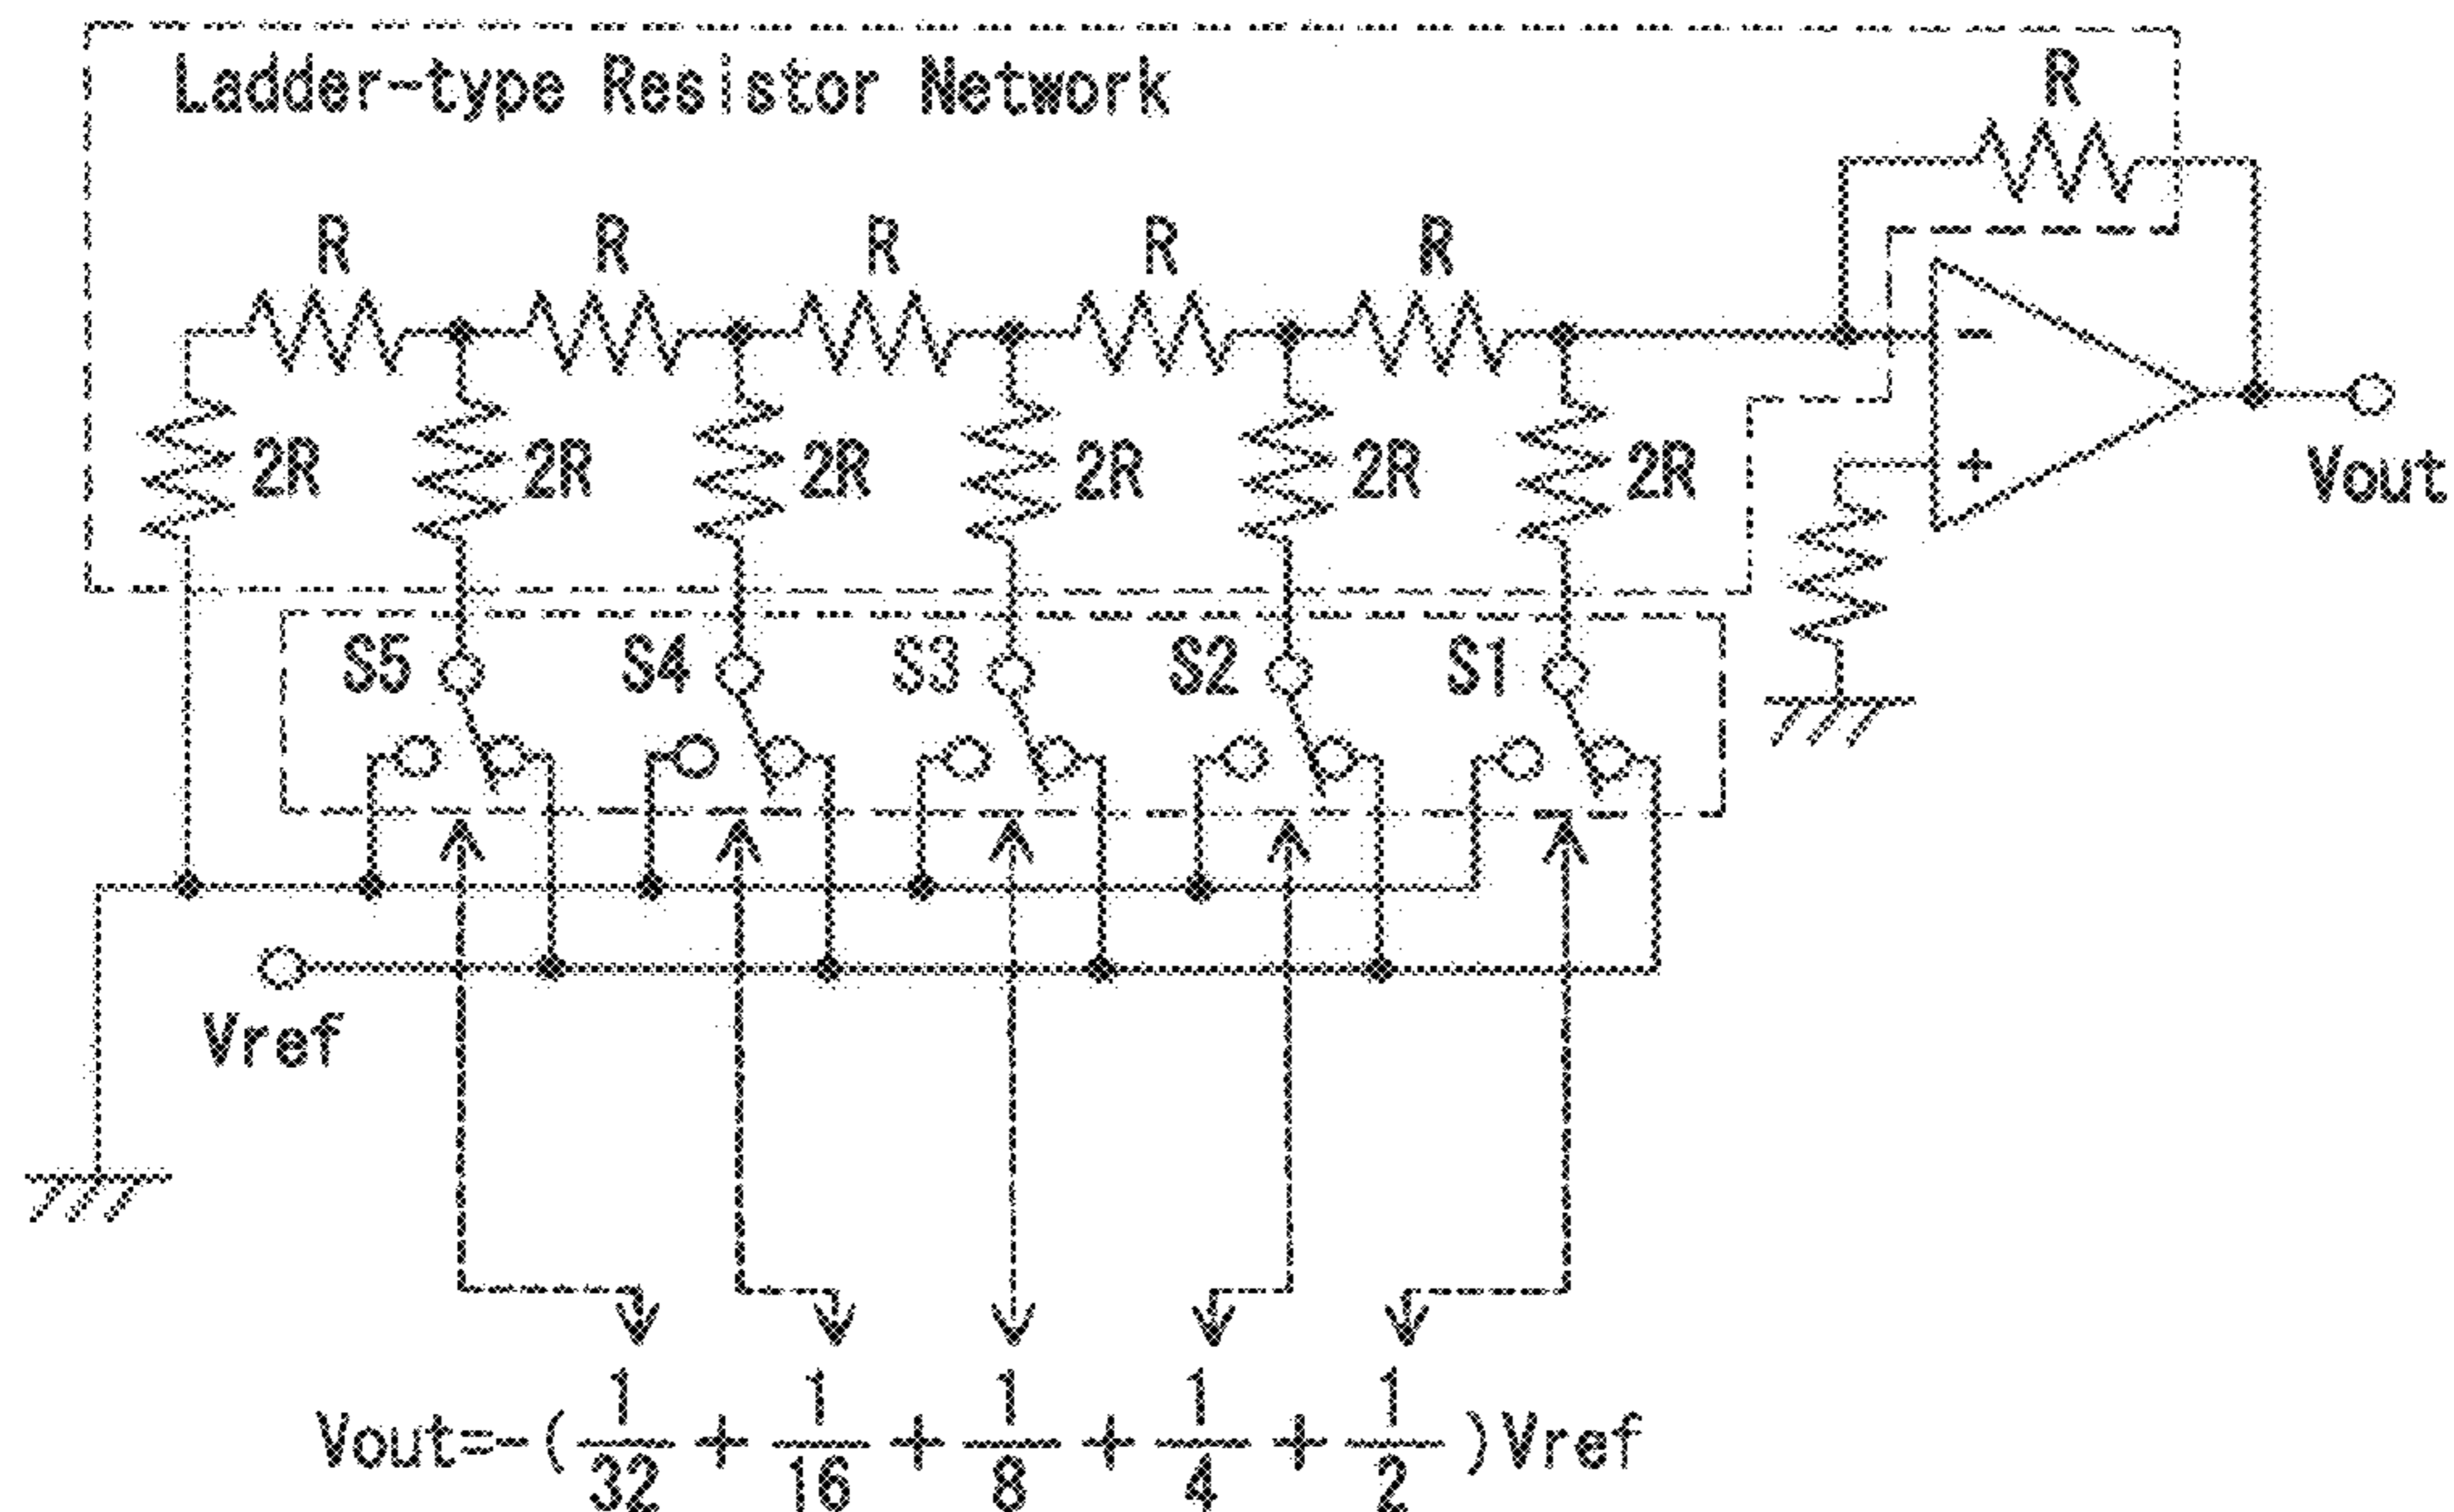 Ladder-type Resistor Network
R
R R R R R
-
2R 2R 2R 2R 2R 2R
+
Vout
S5 S4 S3 S2 S1
Vref
Vout=-(1/32+1/16+1/8+1/4+1/2)Vref